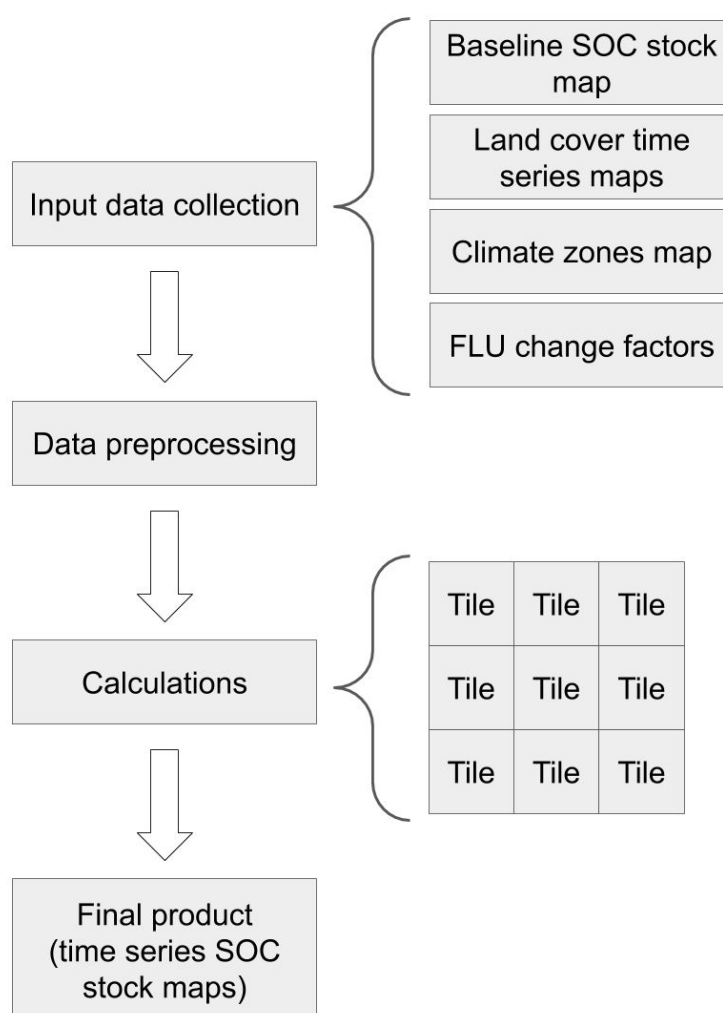 Baseline SOC stock
map
Land cover time
series maps
Input data collection
Climate zones map
FLU change factors
Data preprocessing
Tile Tile Tile
Calculations
Tile Tile Tile
Tile Tile Tile
Final product
(time series SOC
stock maps)